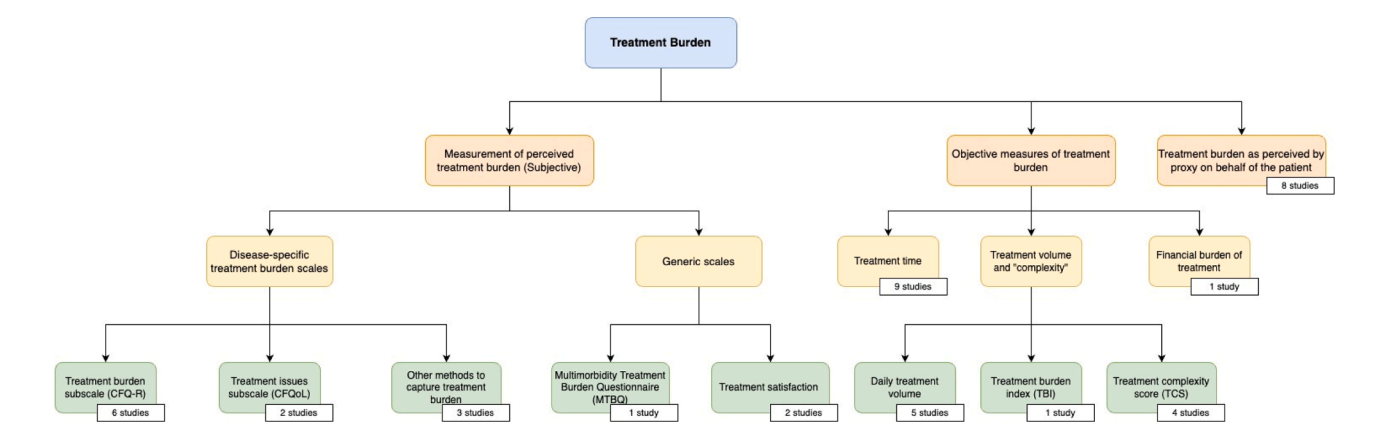 Treatment Burden
Measurement of perceived
treatment burden (Subjective)
Objective measures of treatment
burden
Treatment burden as perceived by
proxy on behalf of the patient
8 studies
Disease-specific
treatment burden scales
Generic scales
Treatment time
9 studies
Treatment volume
and "complexity"
Financial burden of
treatment
1 study
Treatment burden
subscale (CFQ-R)
6 studies
Treatment issues
subscale (CFQoL)
2 studies
Other methods to
capture treatment
burden
3 studies
Multimorbidity Treatment
Burden Questionnaire
(MTBQ)
1 study
Treatment satisfaction
2 studies
Daily treatment
volume
5 studies
Treatment burden
index (TBI)
1 study
Treatment complexity
score (TCS)
4 studies